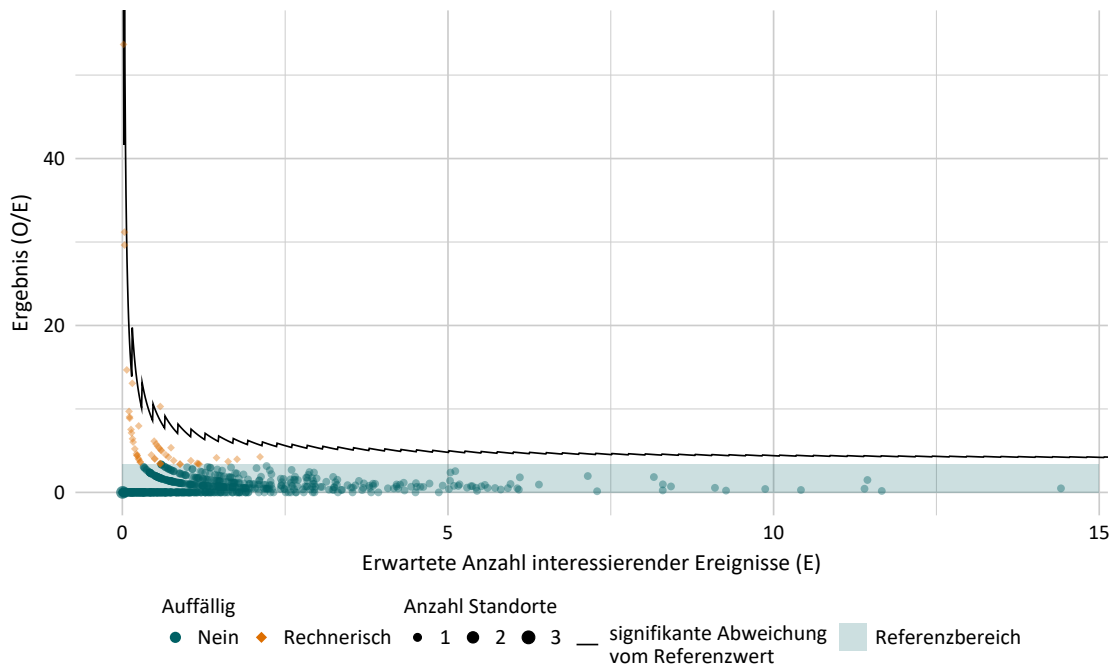 40
20
0
Ergebnis (O/E)
0
5
10
15
Erwartete Anzahl interessierender Ereignisse (E)
Auffällig
Nein
Rechnerisch
Anzahl Standorte
1
2
3
signifikante Abweichung
vom Referenzwert
Referenzbereich